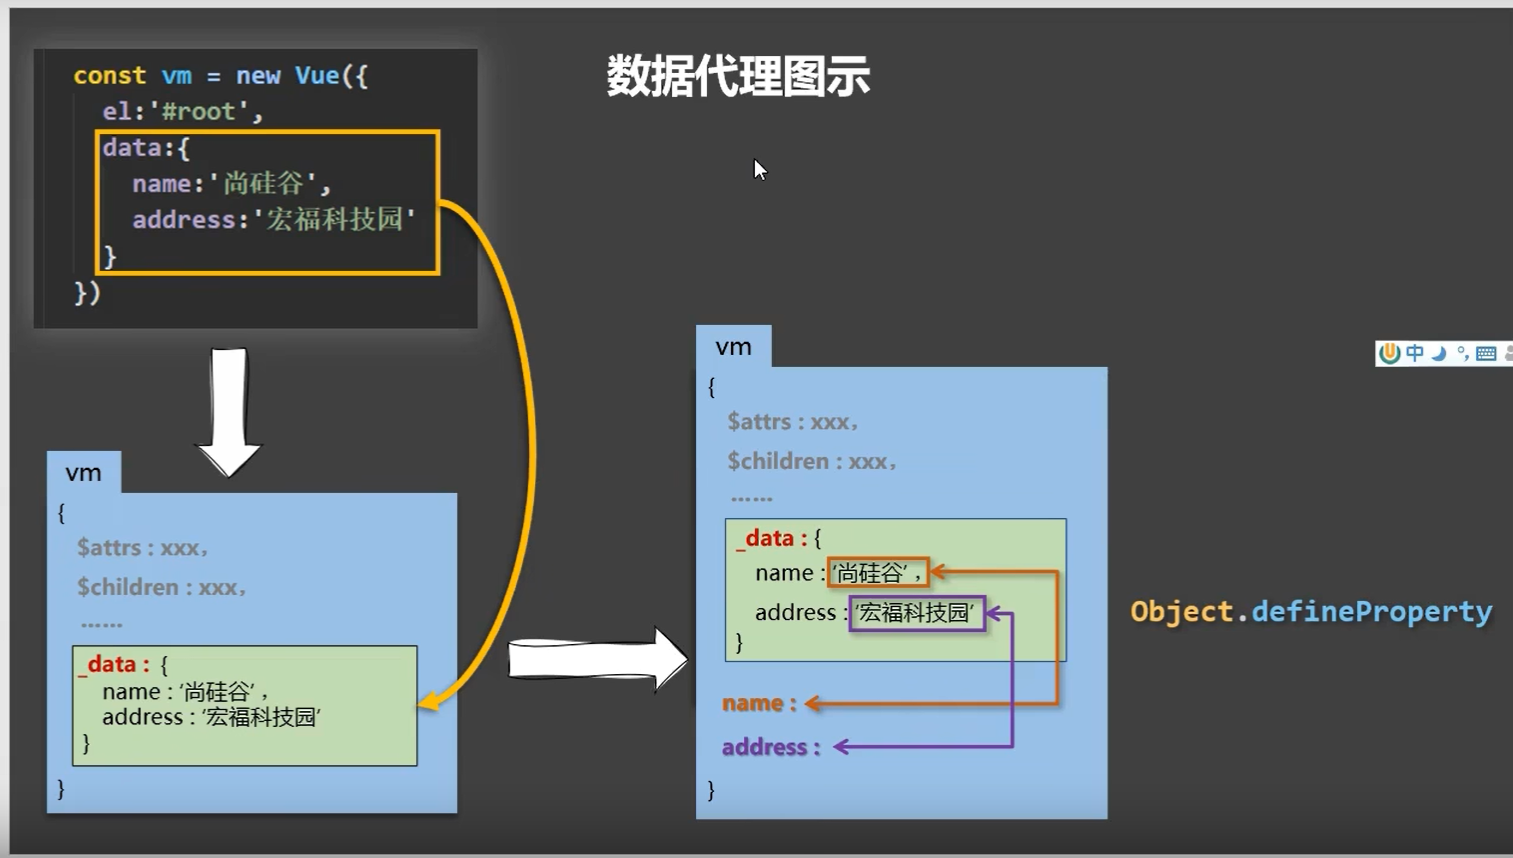 数据代理图示
const vm = new Vue({
el:'#root',
data:{
name:'尚硅谷',
address:'宏福科技园'
}
})
vm
{
$attrs : xxx，
$children : xxx，
……
_data : {
name : ‘尚硅谷’ ，
address : ‘宏福科技园’
}
}
vm
{
$attrs : xxx，
$children : xxx，
……
_data : {
name : ‘尚硅谷’ ，
address : ‘宏福科技园’
}
name :
address :
}
Object.defineProperty
中